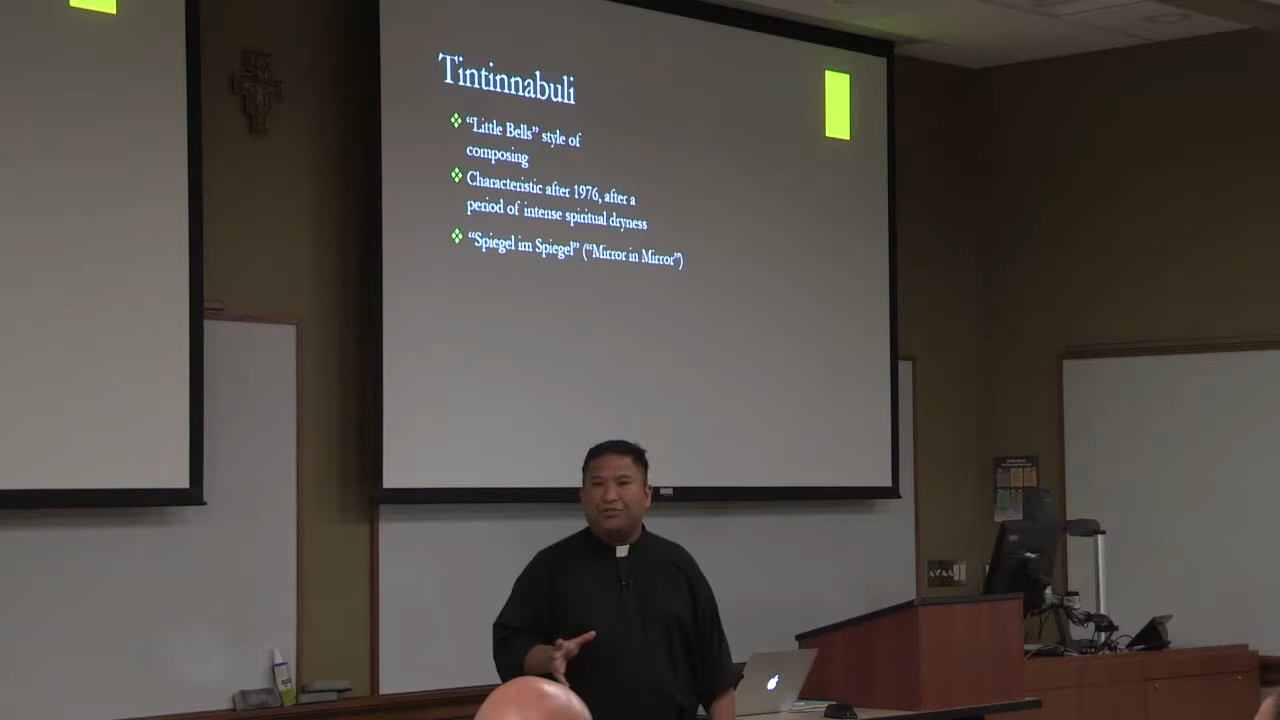 Tintinnabuli
“Little Bells” style of
composing
Characteristic after 1976, after a
period of intense spiritual dryness
“Spiegel im Spiegel” (“Mirror in Mirror”)